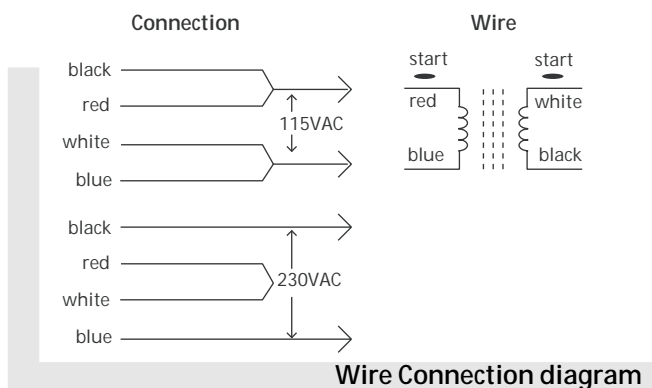 Connection
black
red
white
blue
115VAC
black
red
white
blue
230VAC
Wire
start
start
red
white
blue
black
Wire Connection diagram